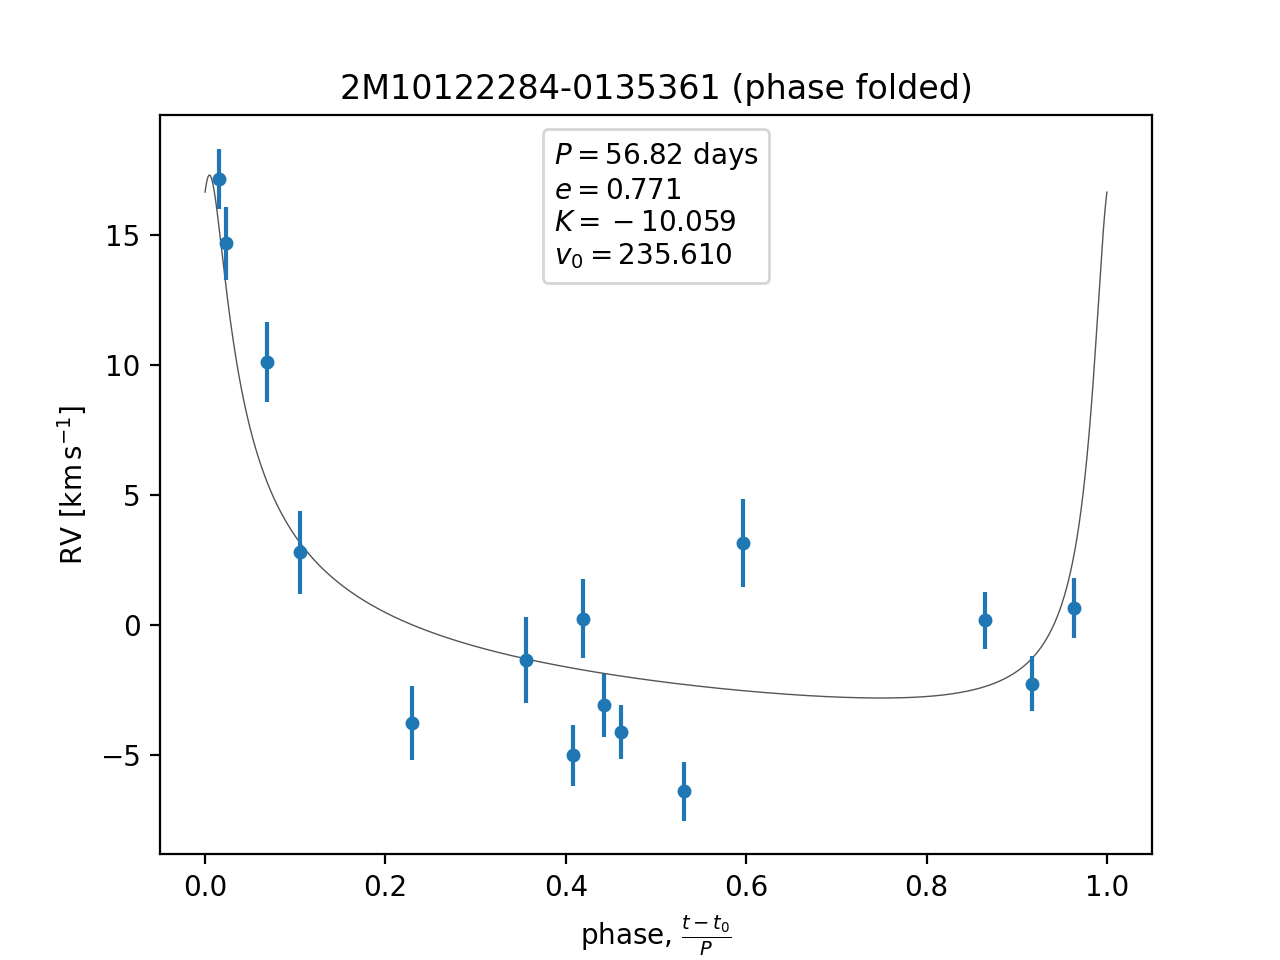 2M10122284-0135361 (phase folded)
P = 56.82 days
e = 0.771
K = −10.059
v₀ = 235.610
RV [km s⁻¹]
15
10
5
0
−5
0.0 0.2 0.4 0.6 0.8 1.0
phase, (t − t₀)/P